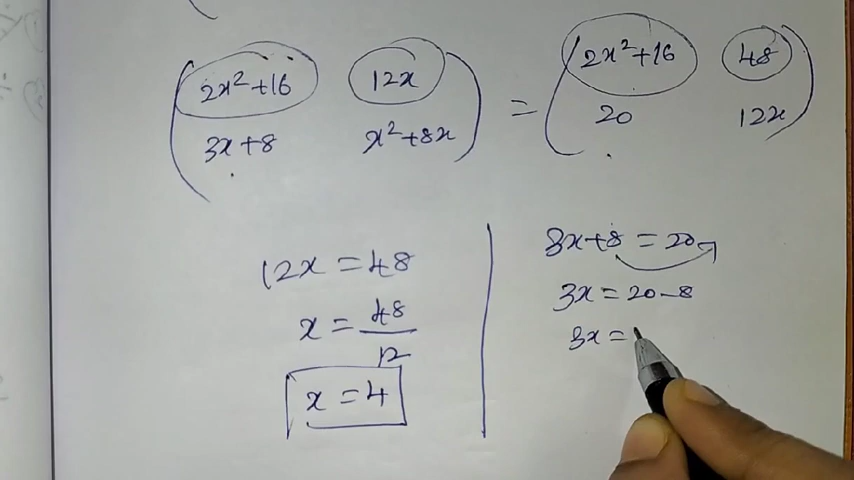 2x²+16 12x = 2x²+16 48
3x+8 x²+8x 20 12x
12x = 48
x = 48/12
x = 4
3x+8 = 20
3x = 20-8
3x =